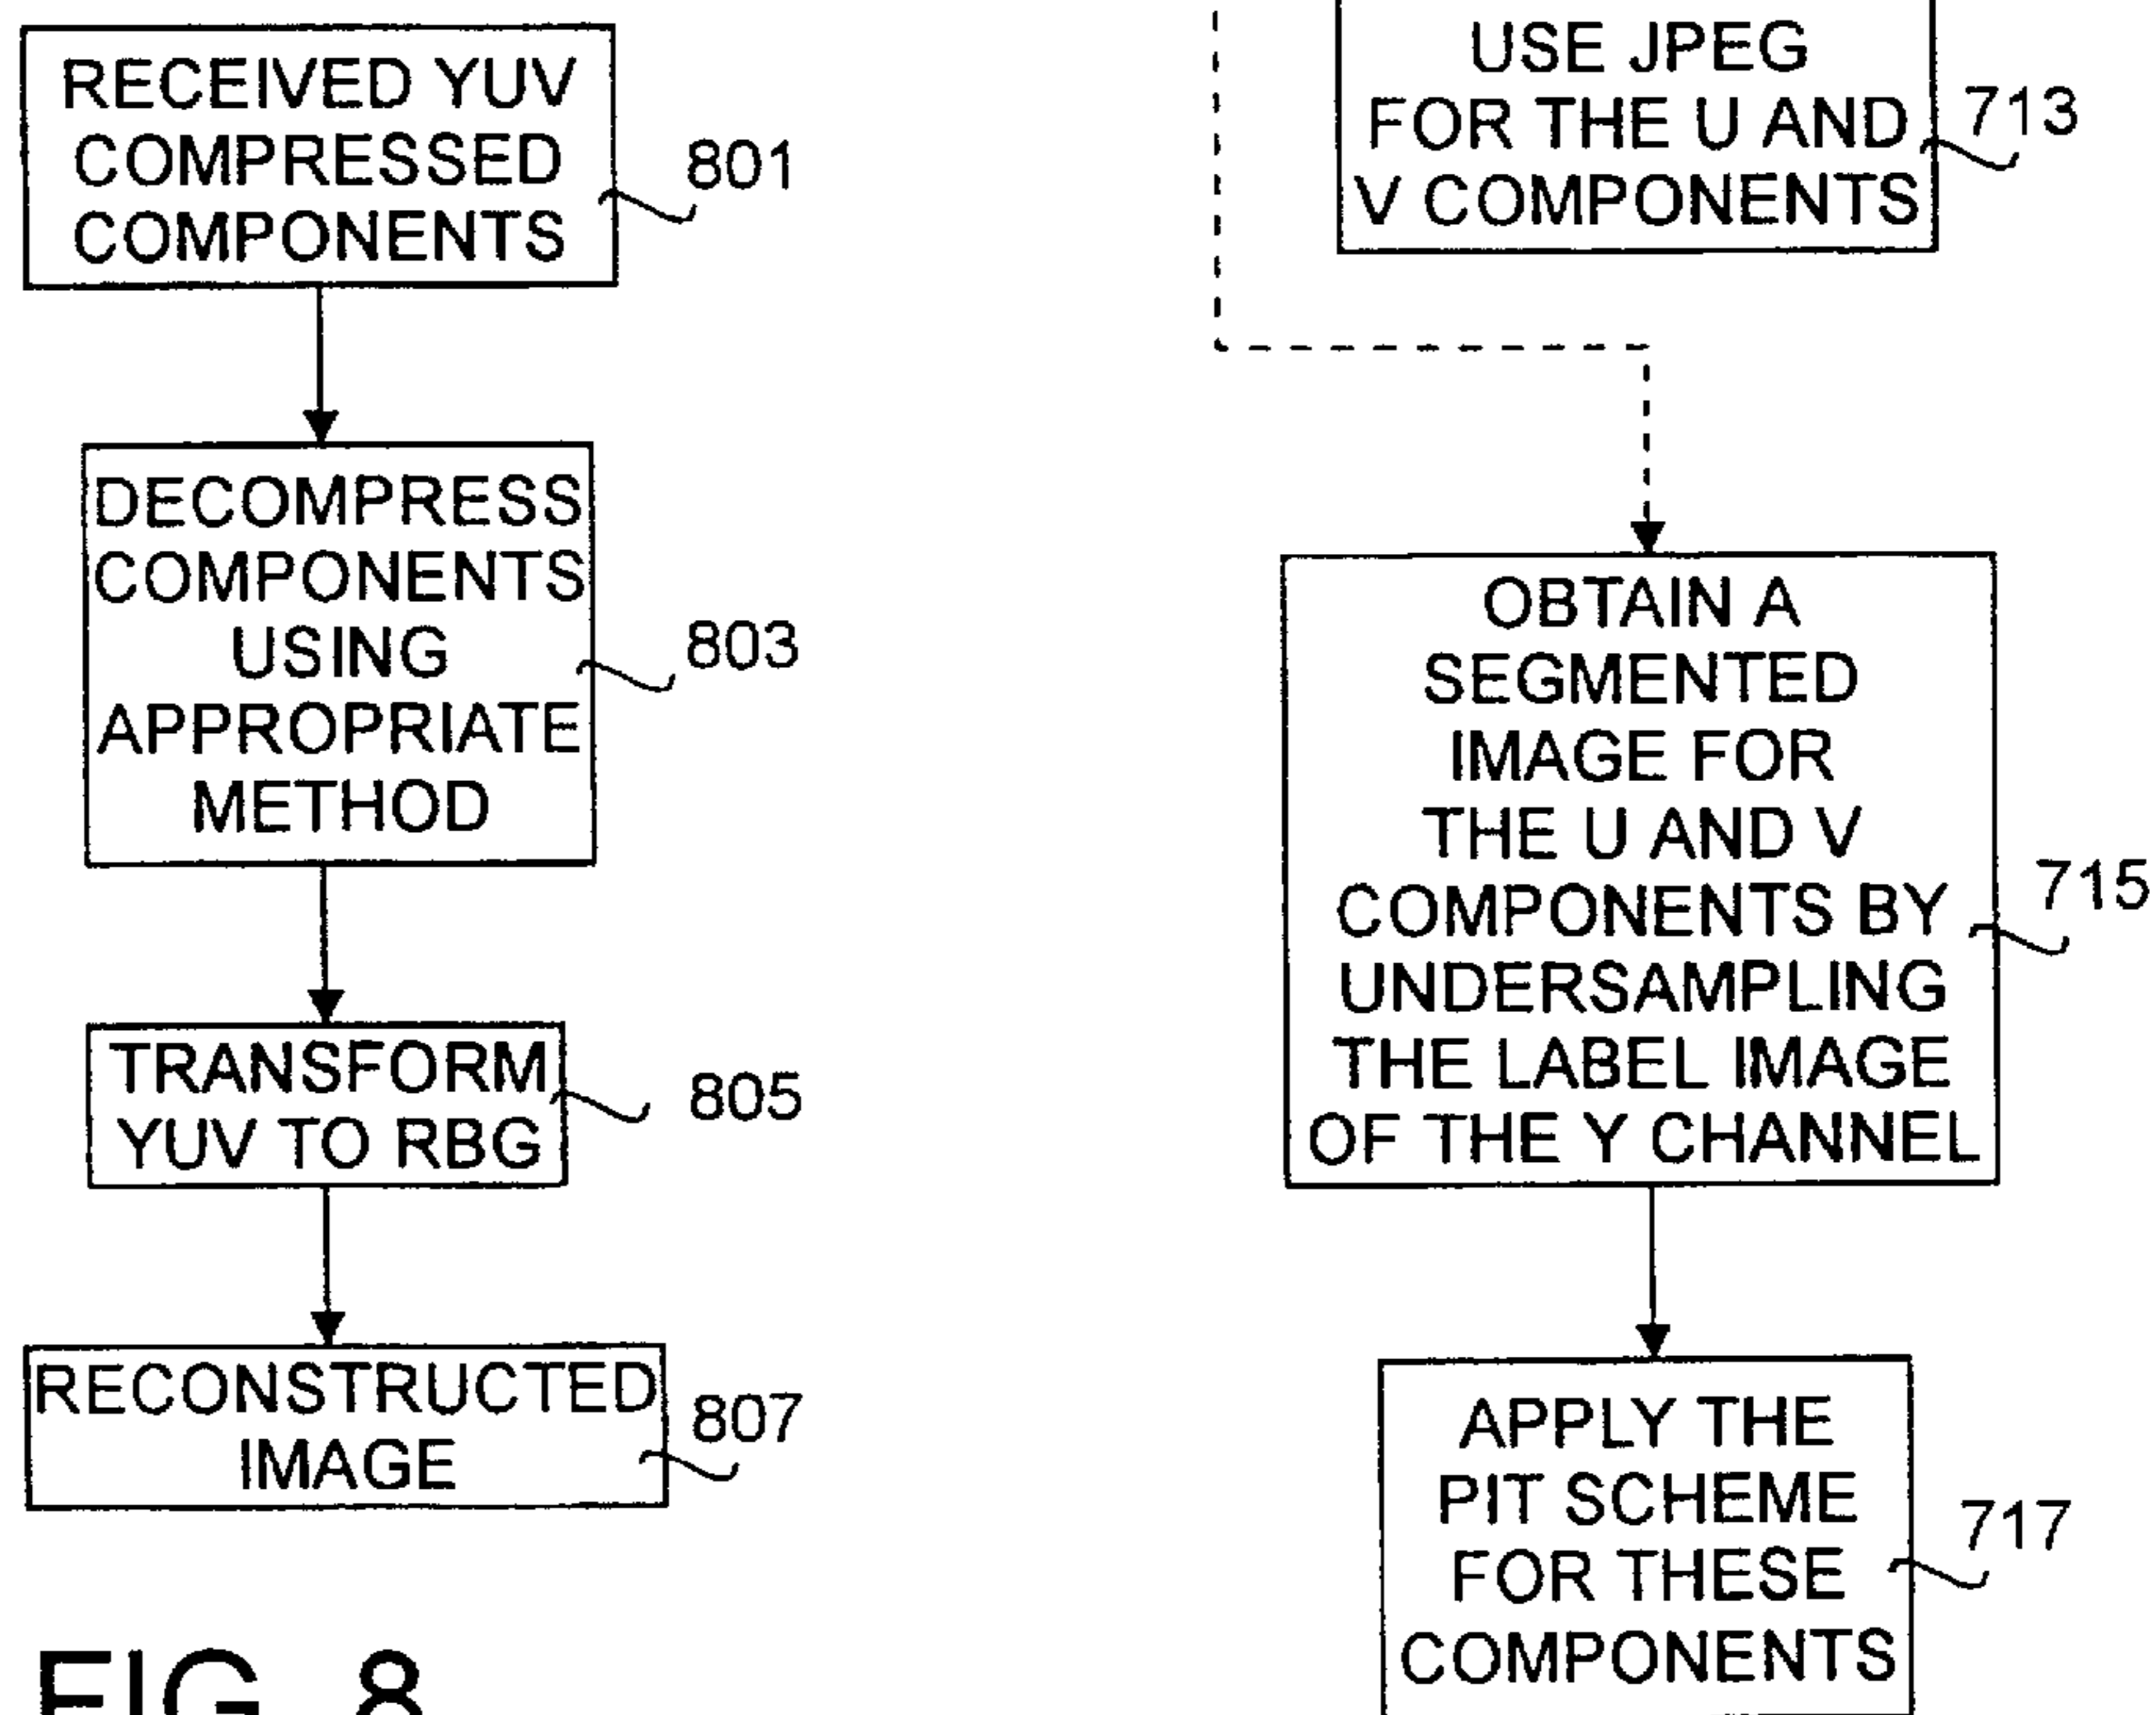 RECEIVED YUV
COMPRESSED
COMPONENTS
801
DECOMPRESS
COMPONENTS
USING
APPROPRIATE
METHOD
803
TRANSFORM
YUV TO RBG
805
RECONSTRUCTED
IMAGE
807
FIG. 8
USE JPEG
FOR THE U AND
V COMPONENTS
713
OBTAIN A
SEGMENTED
IMAGE FOR
THE U AND V
COMPONENTS BY
UNDERSAMPLING
THE LABEL IMAGE
OF THE Y CHANNEL
715
APPLY THE
PIT SCHEME
FOR THESE
COMPONENTS
717